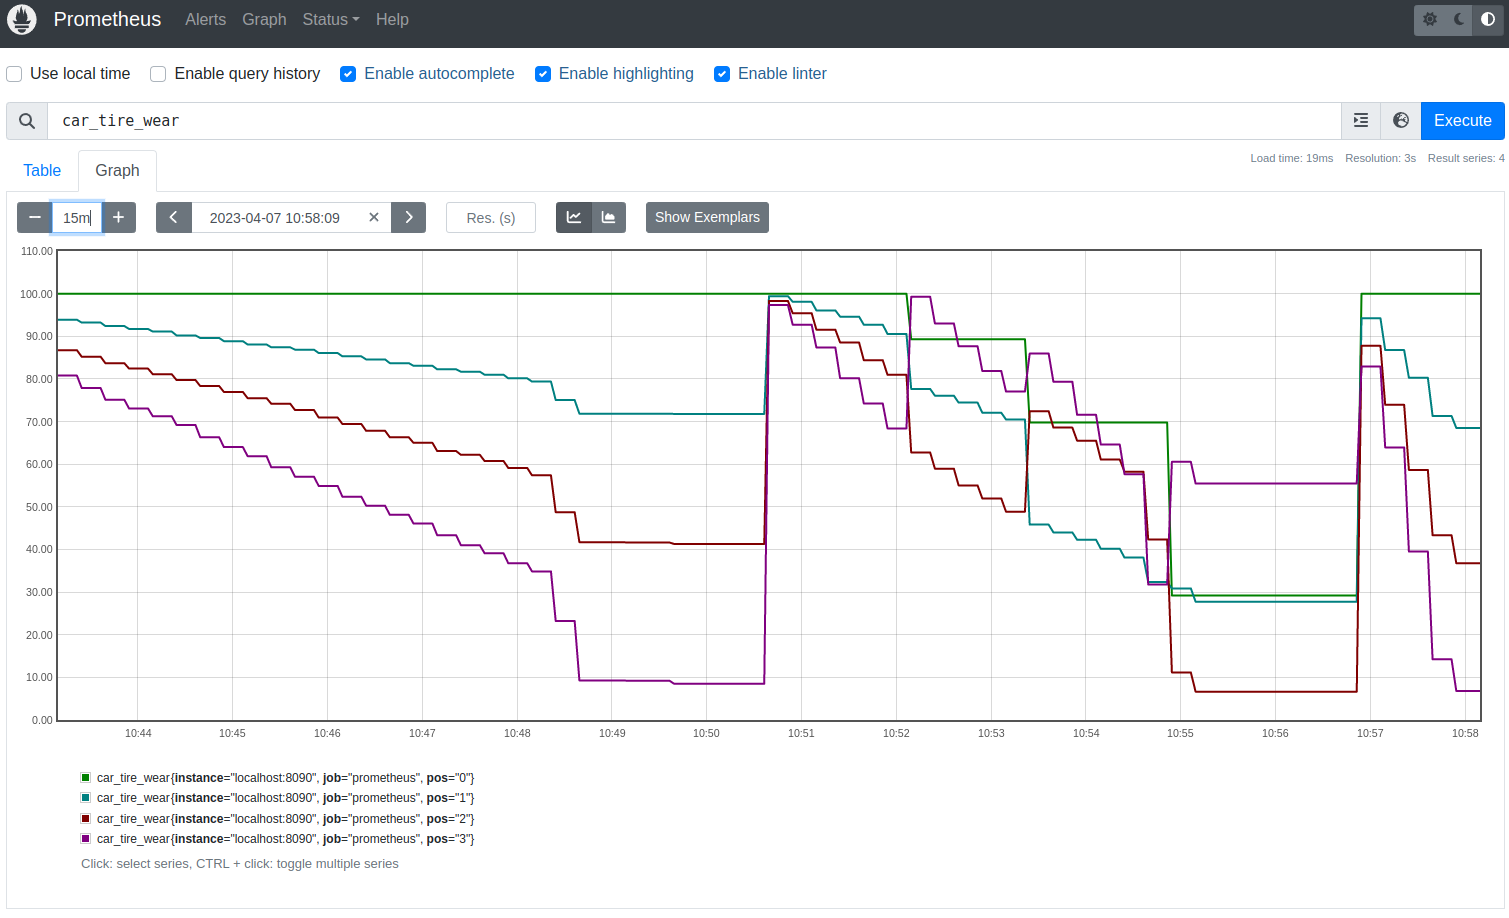 Prometheus Alerts Graph Status Help
Use local time Enable query history Enable autocomplete Enable highlighting Enable linter
car_tire_wear Execute
Load time: 19ms Resolution: 3s Result series: 4
Table Graph
15m 2023-04-07 10:58:09 Res. (s) Show Exemplars
110.00
100.00
90.00
80.00
70.00
60.00
50.00
40.00
30.00
20.00
10.00
0.00
10:44 10:45 10:46 10:47 10:48 10:49 10:50 10:51 10:52 10:53 10:54 10:55 10:56 10:57 10:58
car_tire_wear{instance="localhost:8090", job="prometheus", pos="0"}
car_tire_wear{instance="localhost:8090", job="prometheus", pos="1"}
car_tire_wear{instance="localhost:8090", job="prometheus", pos="2"}
car_tire_wear{instance="localhost:8090", job="prometheus", pos="3"}
Click: select series, CTRL + click: toggle multiple series